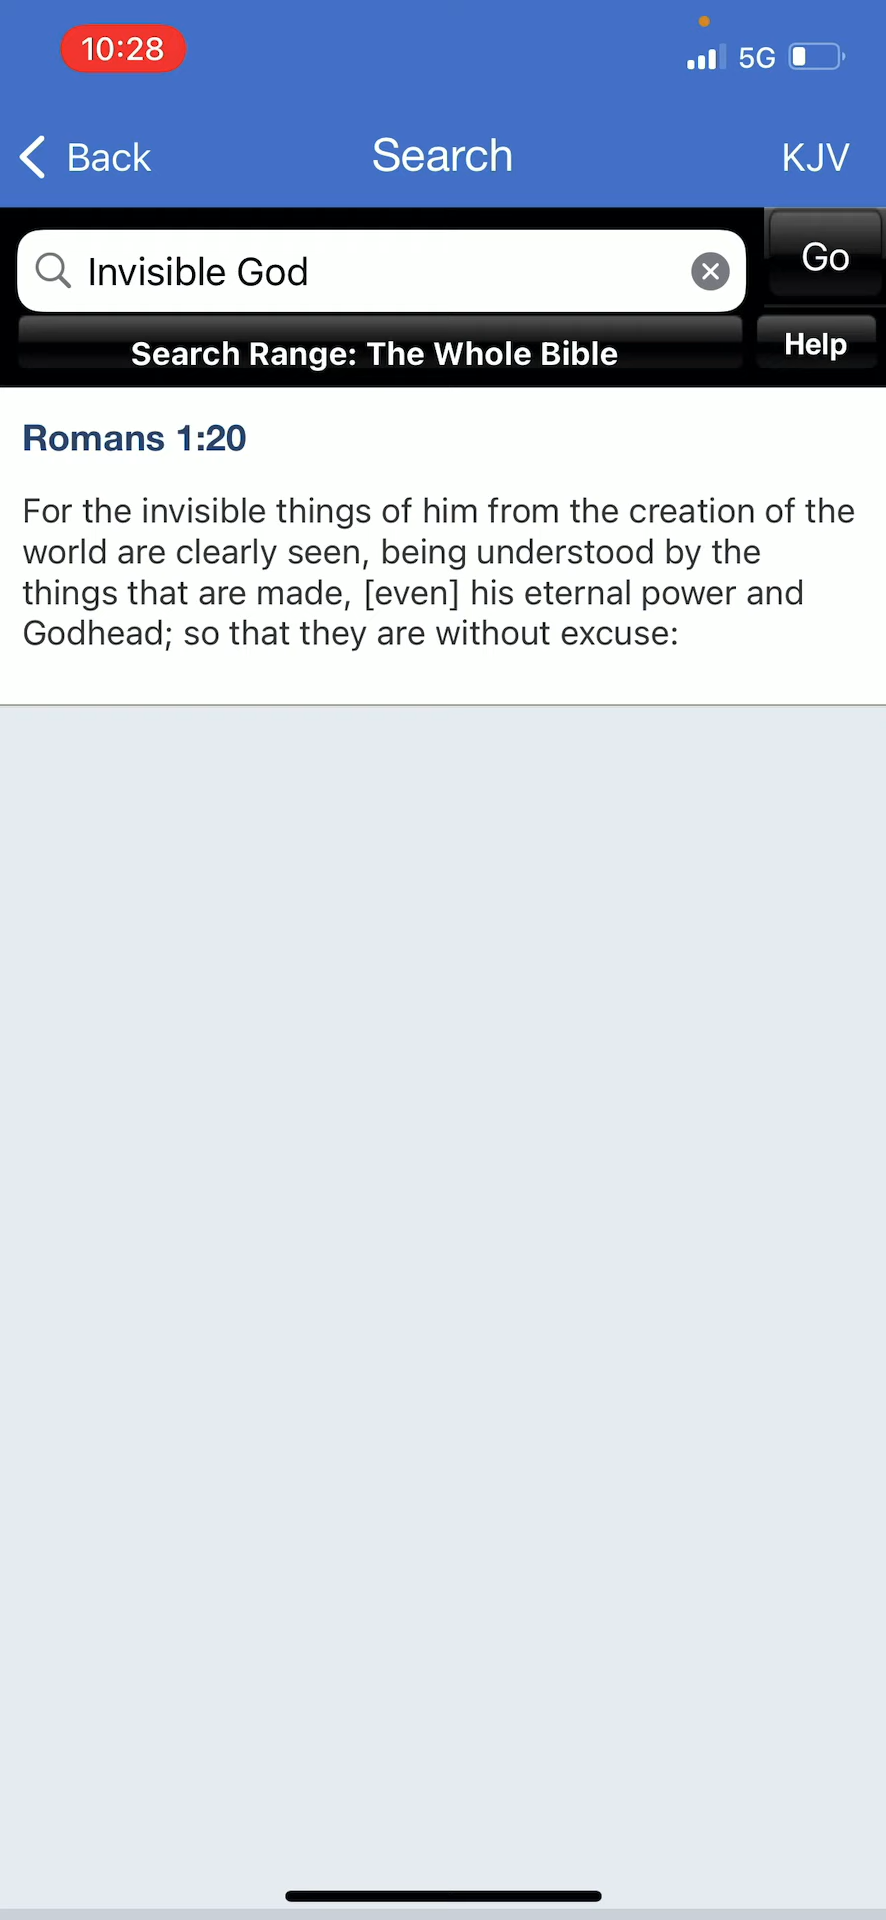 10:28
5G
Back
Search
KJV
Invisible God
Go
Search Range: The Whole Bible
Help
Romans 1:20
For the invisible things of him from the creation of the
world are clearly seen, being understood by the
things that are made, [even] his eternal power and
Godhead; so that they are without excuse: